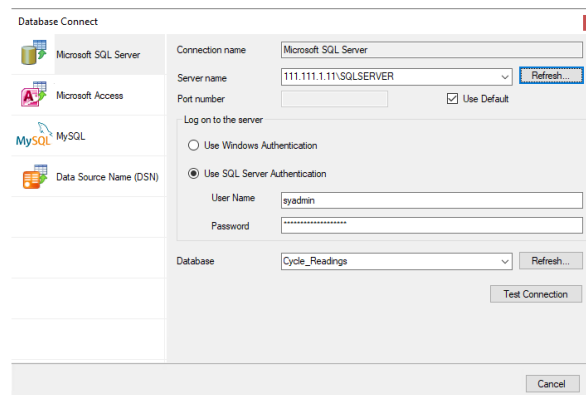 Database Connect
Microsoft SQL Server
Microsoft Access
MySQL MySQL
Data Source Name (DSN)
Connection name Microsoft SQL Server
Server name 111.111.1.11\SQLSERVER Refresh...
Port number Use Default
Log on to the server
Use Windows Authentication
Use SQL Server Authentication
User Name syadmin
Password *******************
Database Cycle_Readings Refresh...
Test Connection
Cancel